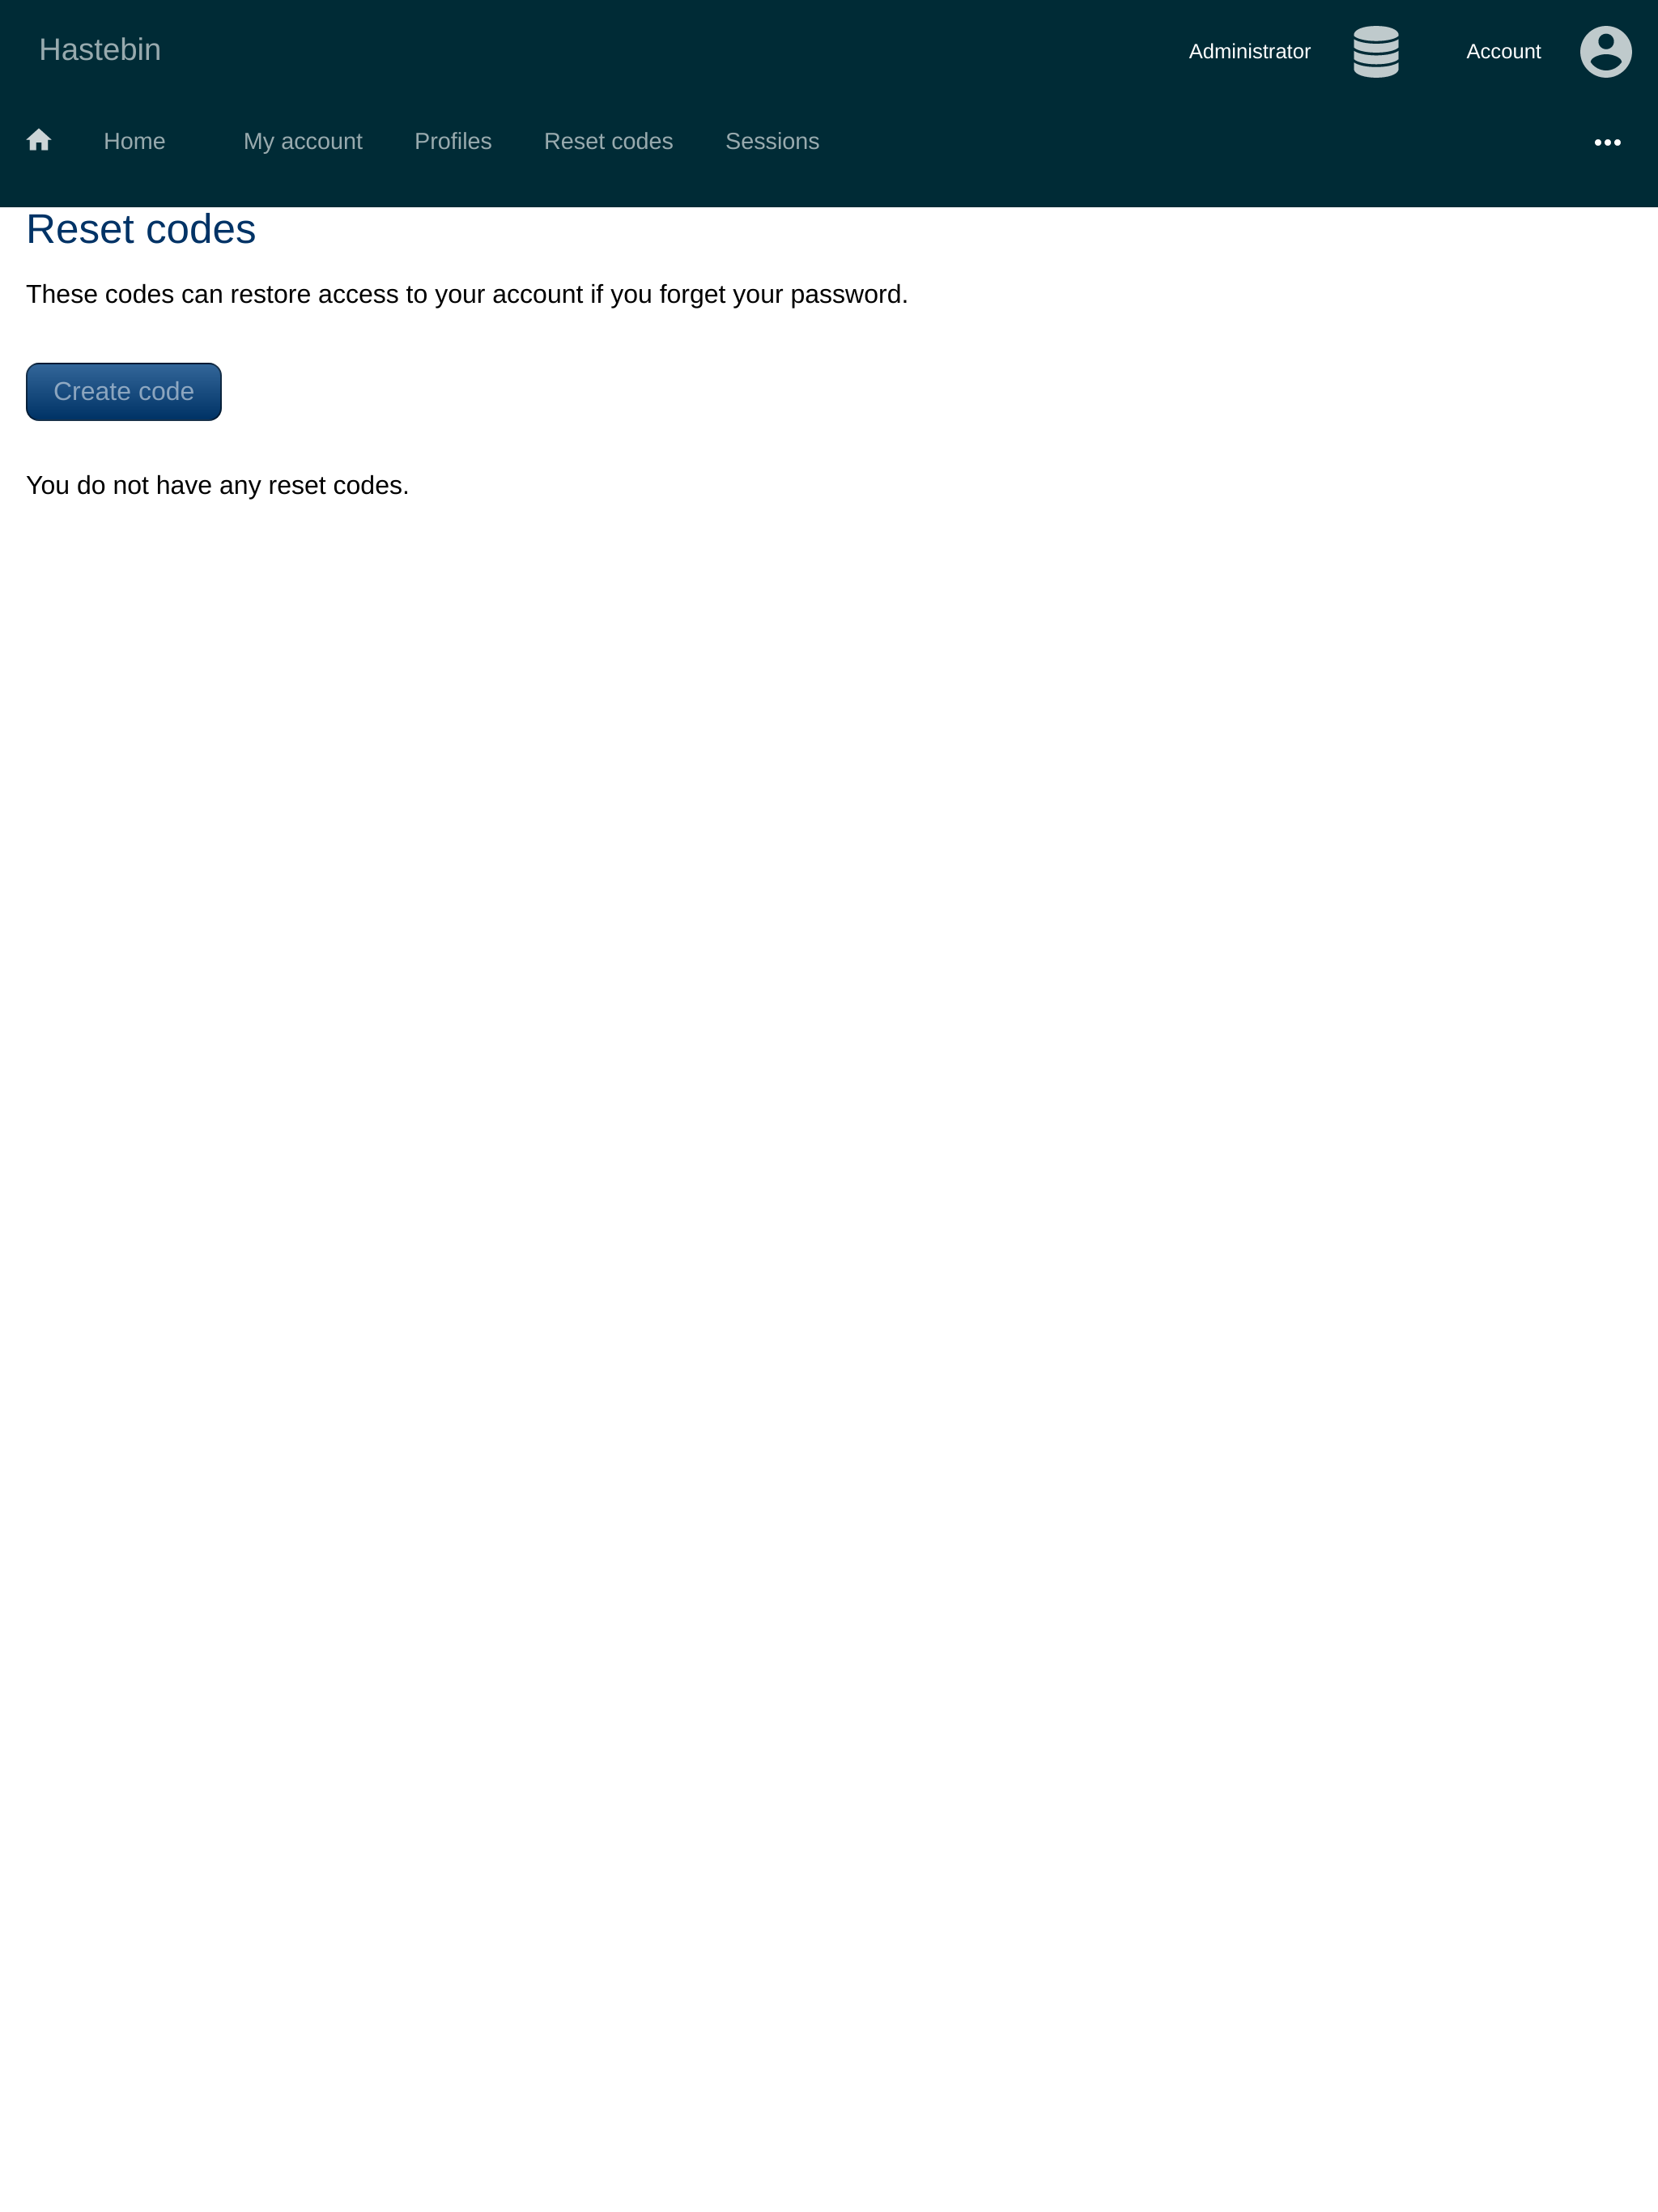 Hastebin
Administrator
Account
Home
My account
Profiles
Reset codes
Sessions
Reset codes
These codes can restore access to your account if you forget your password.
Create code
You do not have any reset codes.